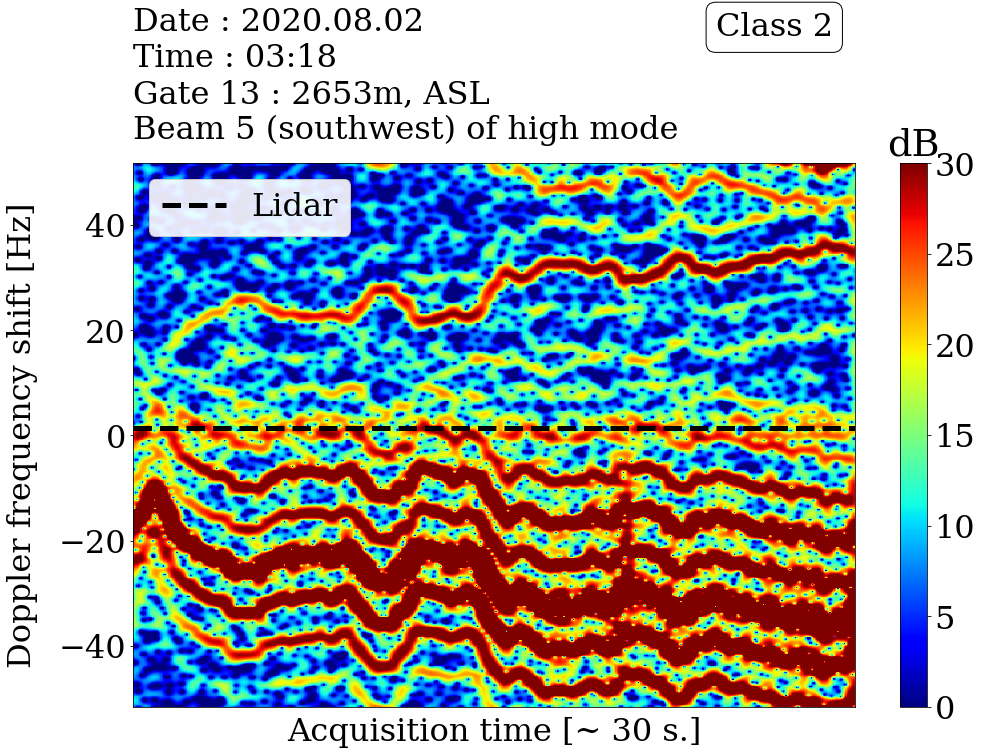 Date : 2020.08.02
Time : 03:18
Gate 13 : 2653m, ASL
Beam 5 (southwest) of high mode
Class 2
dB
30
25
20
15
10
5
0
Lidar
Doppler frequency shift [Hz]
40
20
0
−20
−40
Acquisition time [~ 30 s.]